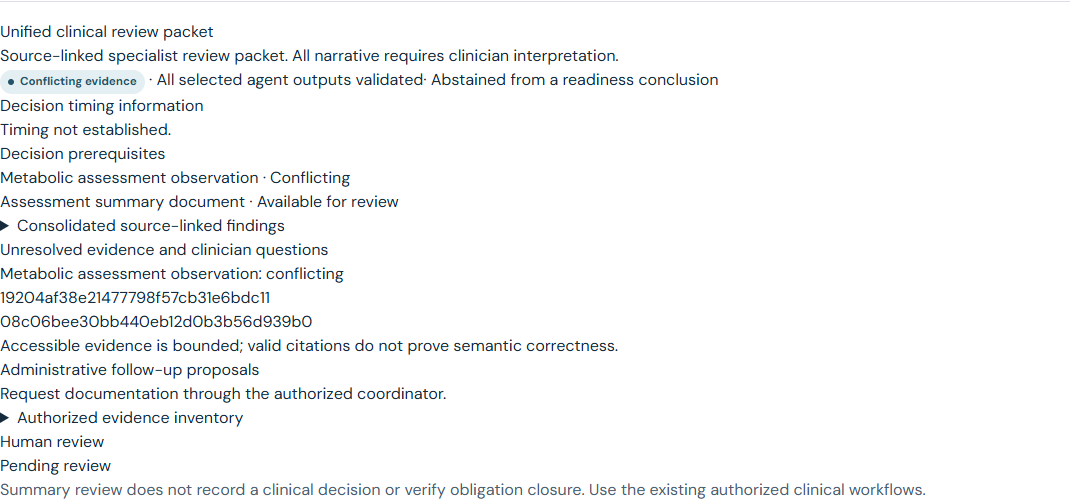 Unified clinical review packet
Source-linked specialist review packet. All narrative requires clinician interpretation.
Conflicting evidence · All selected agent outputs validated· Abstained from a readiness conclusion
Decision timing information
Timing not established.
Decision prerequisites
Metabolic assessment observation · Conflicting
Assessment summary document · Available for review
Consolidated source-linked findings
Unresolved evidence and clinician questions
Metabolic assessment observation: conflicting
19204af38e21477798f57cb31e6bdc11
08c06bee30bb440eb12d0b3b56d939b0
Accessible evidence is bounded; valid citations do not prove semantic correctness.
Administrative follow-up proposals
Request documentation through the authorized coordinator.
Authorized evidence inventory
Human review
Pending review
Summary review does not record a clinical decision or verify obligation closure. Use the existing authorized clinical workflows.